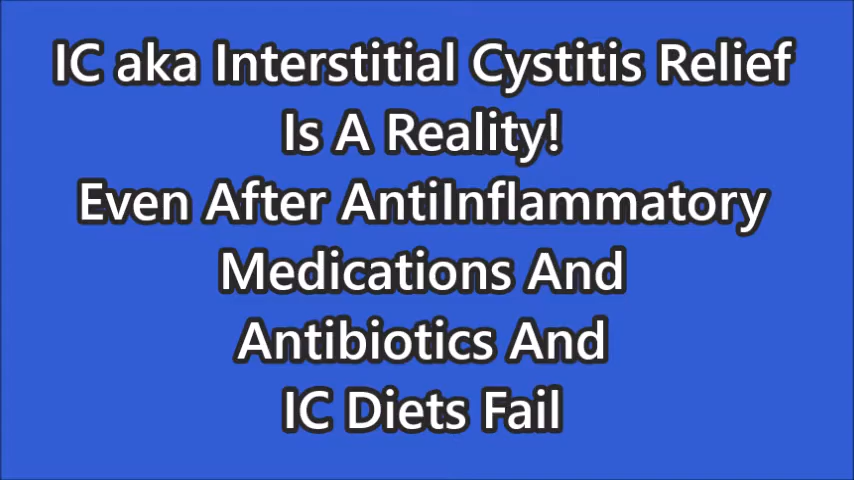 IC aka Interstitial Cystitis Relief
Is A Reality!
Even After AntiInflammatory
Medications And
Antibiotics And
IC Diets Fail